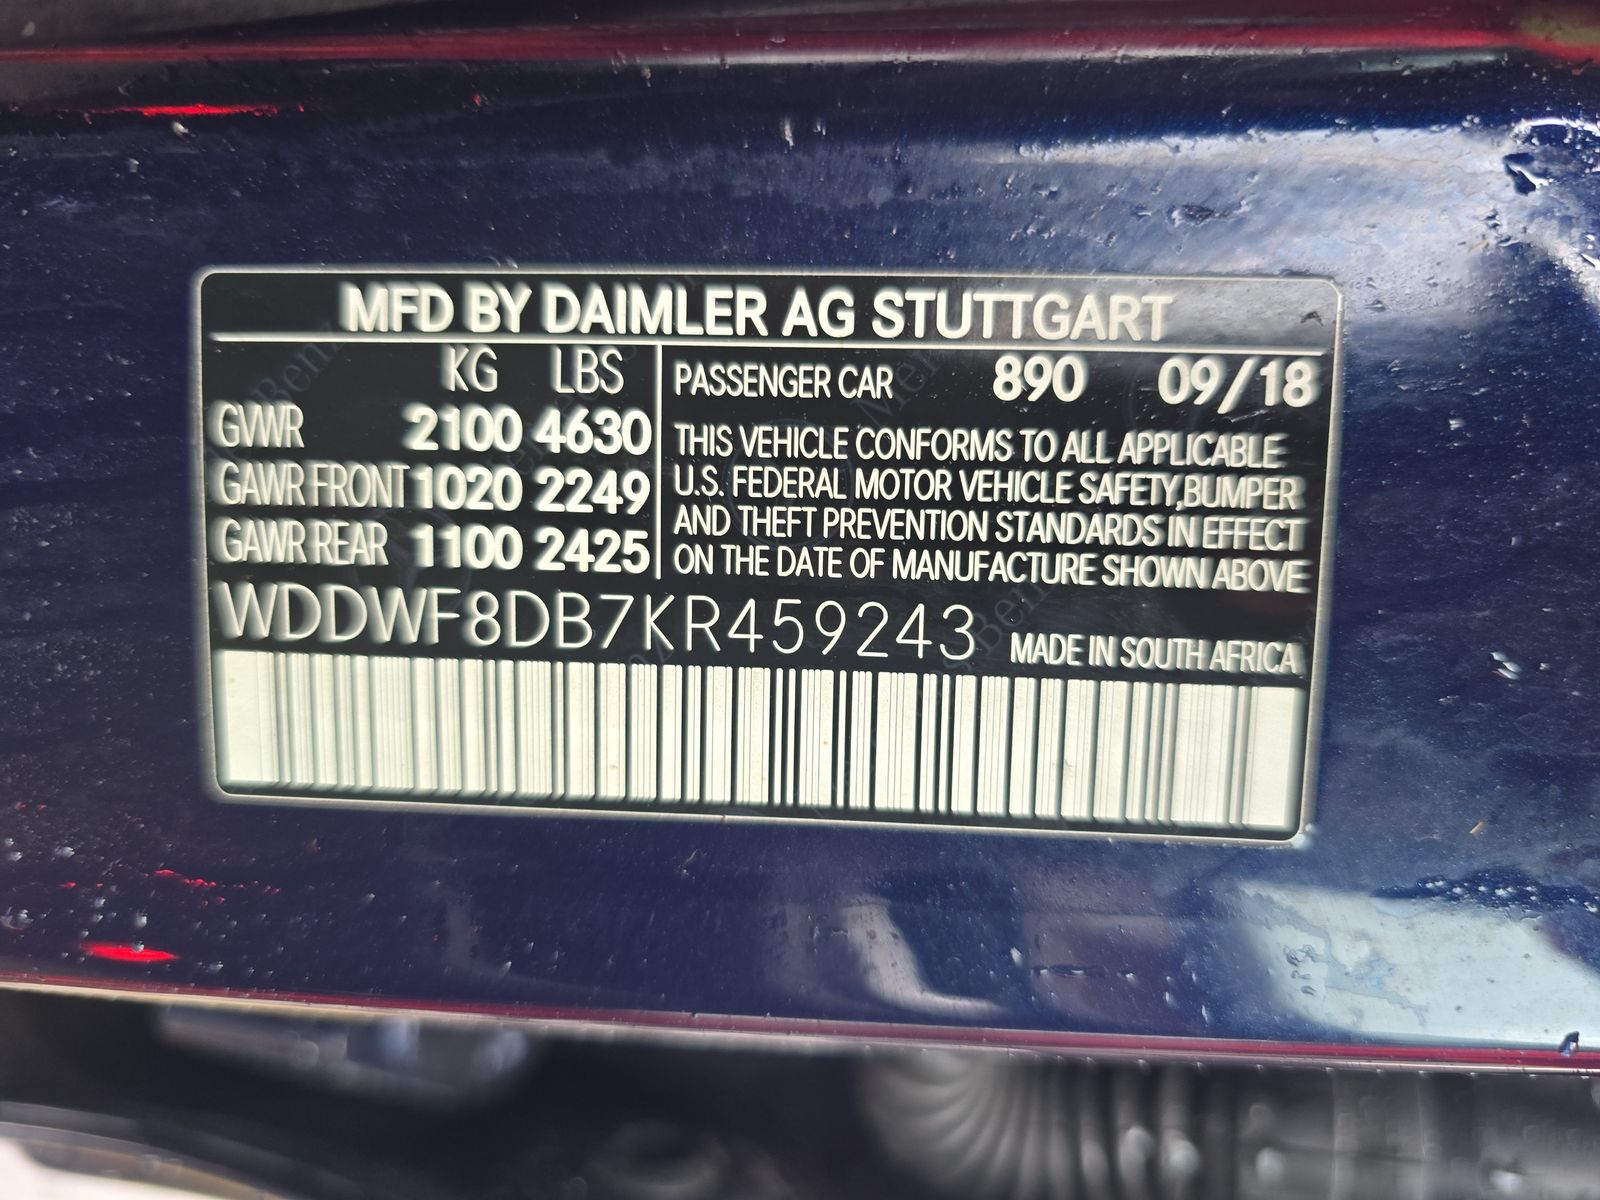 MFD BY DAIMLER AG STUTTGART
KG LBS
GVWR 2100 4630
GAWR FRONT 1020 2249
GAWR REAR 1100 2425
PASSENGER CAR 890 09/18
THIS VEHICLE CONFORMS TO ALL APPLICABLE
U.S. FEDERAL MOTOR VEHICLE SAFETY,BUMPER
AND THEFT PREVENTION STANDARDS IN EFFECT
ON THE DATE OF MANUFACTURE SHOWN ABOVE
WDDWF8DB7KR459243 MADE IN SOUTH AFRICA